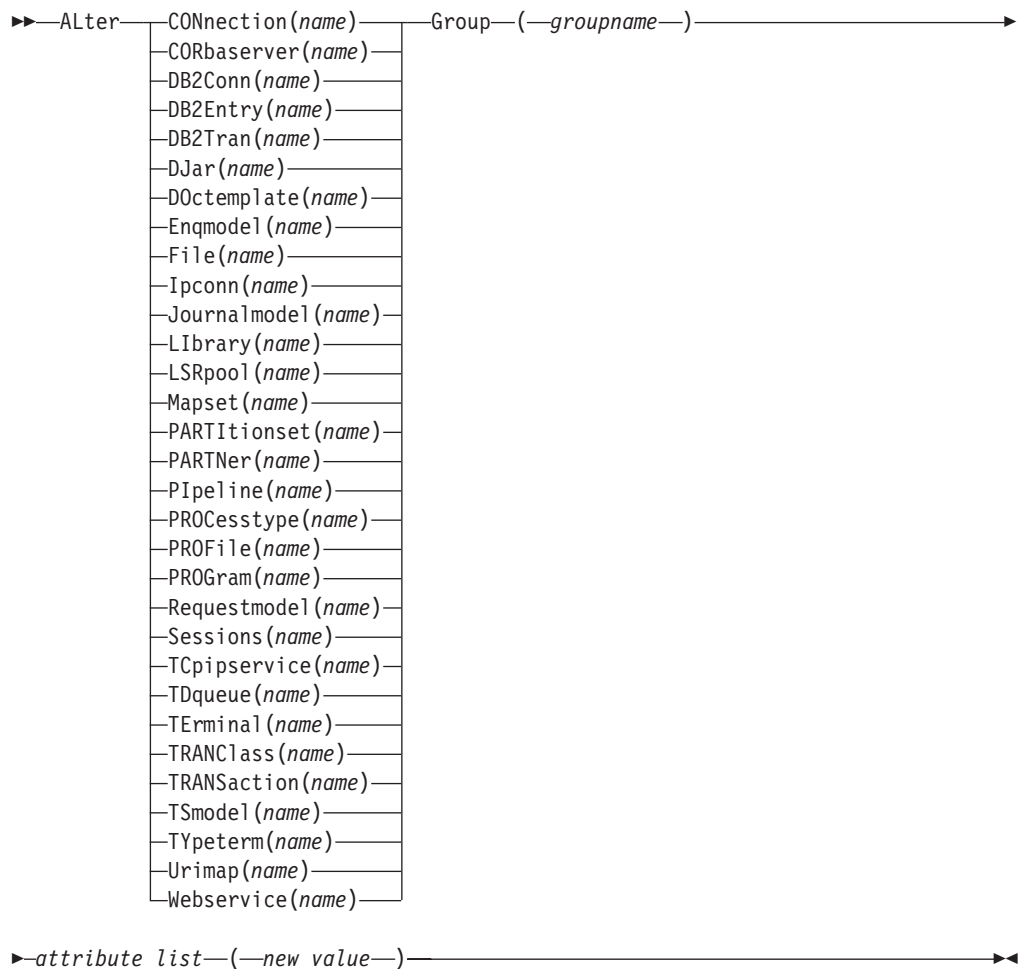 ALter CONnection(name) Group ( groupname )
CORbaserver(name)
DB2Conn(name)
DB2Entry(name)
DB2Tran(name)
DJar(name)
DOctemplate(name)
Enqmodel(name)
File(name)
Ipconn(name)
Journalmodel(name)
LIbrary(name)
LSRpool(name)
Mapset(name)
PARTItionset(name)
PARTNer(name)
PIpeline(name)
PROCesstype(name)
PROFile(name)
PROGram(name)
Requestmodel(name)
Sessions(name)
TCpipservice(name)
TDqueue(name)
TErminal(name)
TRANClass(name)
TRANSaction(name)
TSmodel(name)
TYpeterm(name)
Urimap(name)
Webservice(name)
attribute list ( new value )